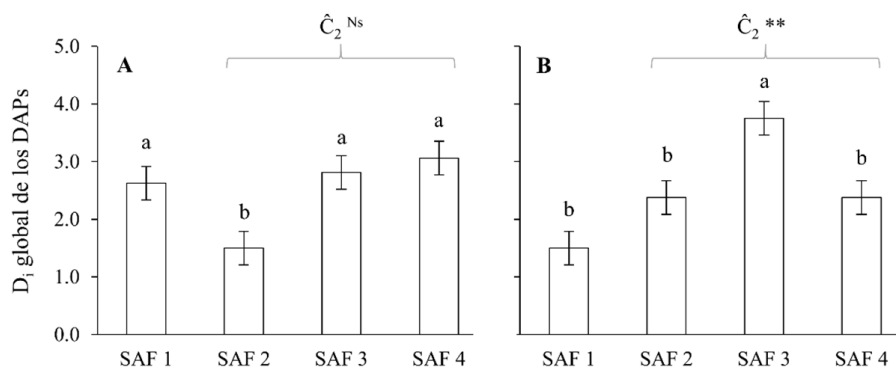 Ĉ₂ ᴺˢ
Ĉ₂ **
5.0
A
B
4.0
3.0
2.0
1.0
0.0
Dᵢ global de los DAPs
a
b
a
a
b
b
a
b
SAF 1 SAF 2 SAF 3 SAF 4
SAF 1 SAF 2 SAF 3 SAF 4